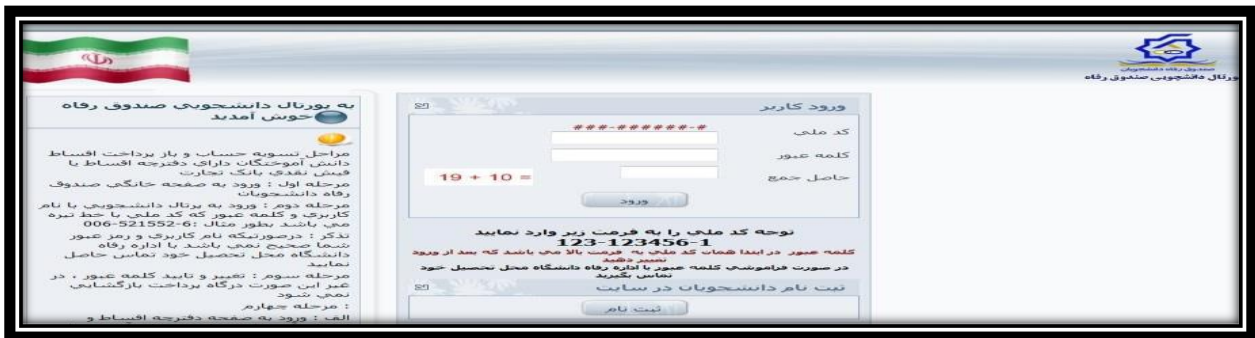 صندوق رفاه دانشجویان
پورتال دانشجویی صندوق رفاه
ورود کاربر
کد ملی
###-######-#
کلمه عبور
حاصل جمع
19 + 10 =
ورود
توجه کد ملی را به فرمت زیر وارد نمایید
123-123456-1
کلمه عبور در ابتدا همان کد ملی به فرمت بالا می باشد که بعد از ورود
تغییر دهید
در صورت فراموشی کلمه عبور با اداره رفاه دانشگاه محل تحصیل خود
تماس بگیرید
ثبت نام دانشجویان در سایت
ثبت نام
به پورتال دانشجویی صندوق رفاه
خوش آمدید
مراحل تسویه حساب و باز پرداخت اقساط
دانش آموختگان دارای دفترچه اقساط یا
فیش نقدی بانک تجارت
مرحله اول : ورود به صفحه خانگی صندوق
رفاه دانشجویان
مرحله دوم : ورود به پرتال دانشجویی با نام
کاربری و کلمه عبور که کد ملی با خط تیره
می باشد بطور مثال :6-521552-006
تذکر : درصورتیکه نام کاربری و رمز عبور
شما صحیح نمی باشد با اداره رفاه
دانشگاه محل تحصیل خود تماس حاصل
نمایید
مرحله سوم : تغییر و تایید کلمه عبور ، در
غیر این صورت درگاه پرداخت بازگشایی
نمی شود
: مرحله چهارم
الف : ورود به صفحه دفترچه اقساط و